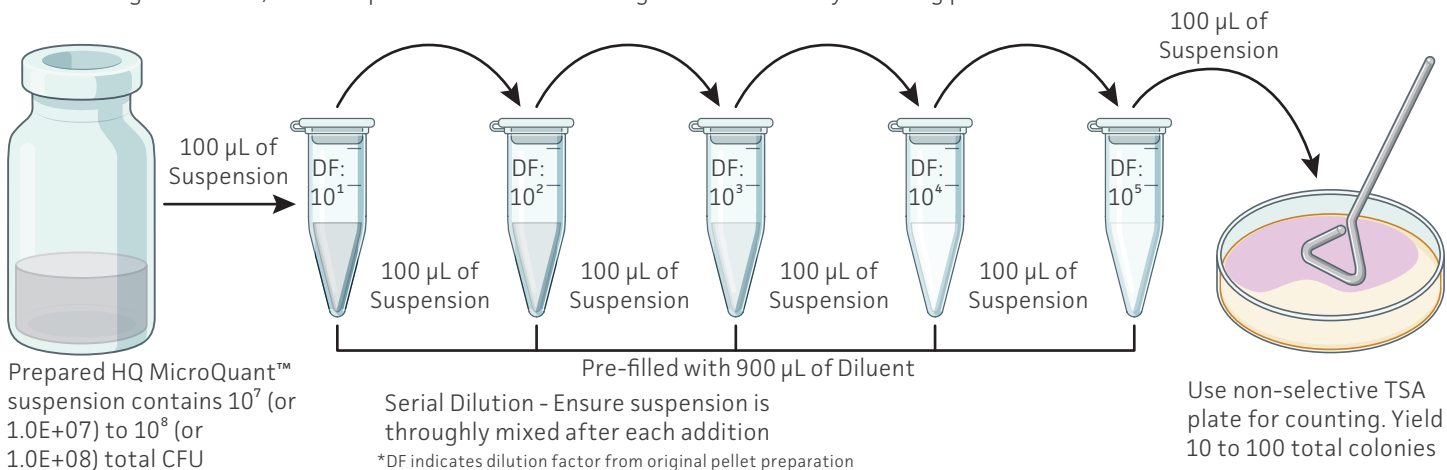 100 µL of
Suspension
100 µL of
Suspension
DF:
10¹
DF:
10²
DF:
10³
DF:
10⁴
DF:
10⁵
100 µL of
Suspension
100 µL of
Suspension
100 µL of
Suspension
100 µL of
Suspension
Pre-filled with 900 µL of Diluent
Prepared HQ MicroQuant™
suspension contains 10⁷ (or
1.0E+07) to 10⁸ (or
1.0E+08) total CFU
Serial Dilution - Ensure suspension is
throughly mixed after each addition
*DF indicates dilution factor from original pellet preparation
Use non-selective TSA
plate for counting. Yield
10 to 100 total colonies